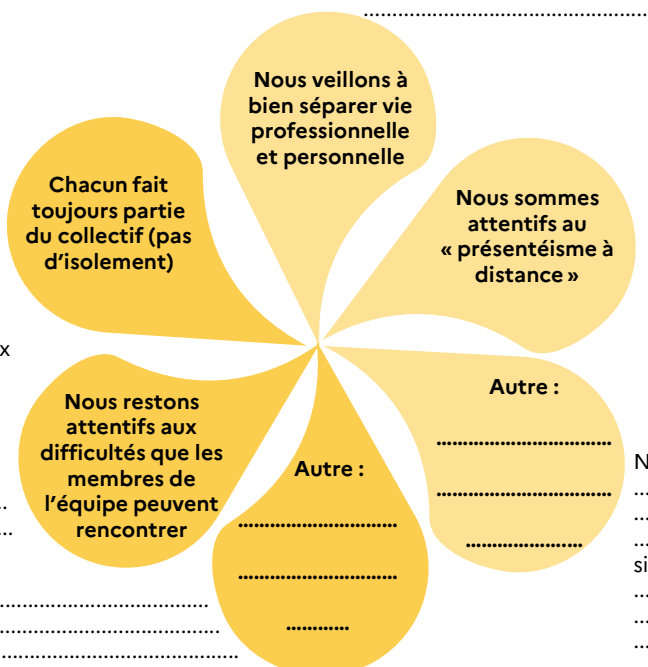 ................................................................
Nous veillons à
bien séparer vie
professionnelle
et personnelle
Chacun fait
toujours partie
du collectif (pas
d'isolement)
Nous sommes
attentifs au
« présentéisme à
distance »
x
Nous restons
attentifs aux
difficultés que les
membres de
l'équipe peuvent
rencontrer
Autre :
..................................
..................................
......................
Autre :
...............................
...............................
............
N
...
...
...
si
...
...
...
..
...
..........................................
............................................
................................................